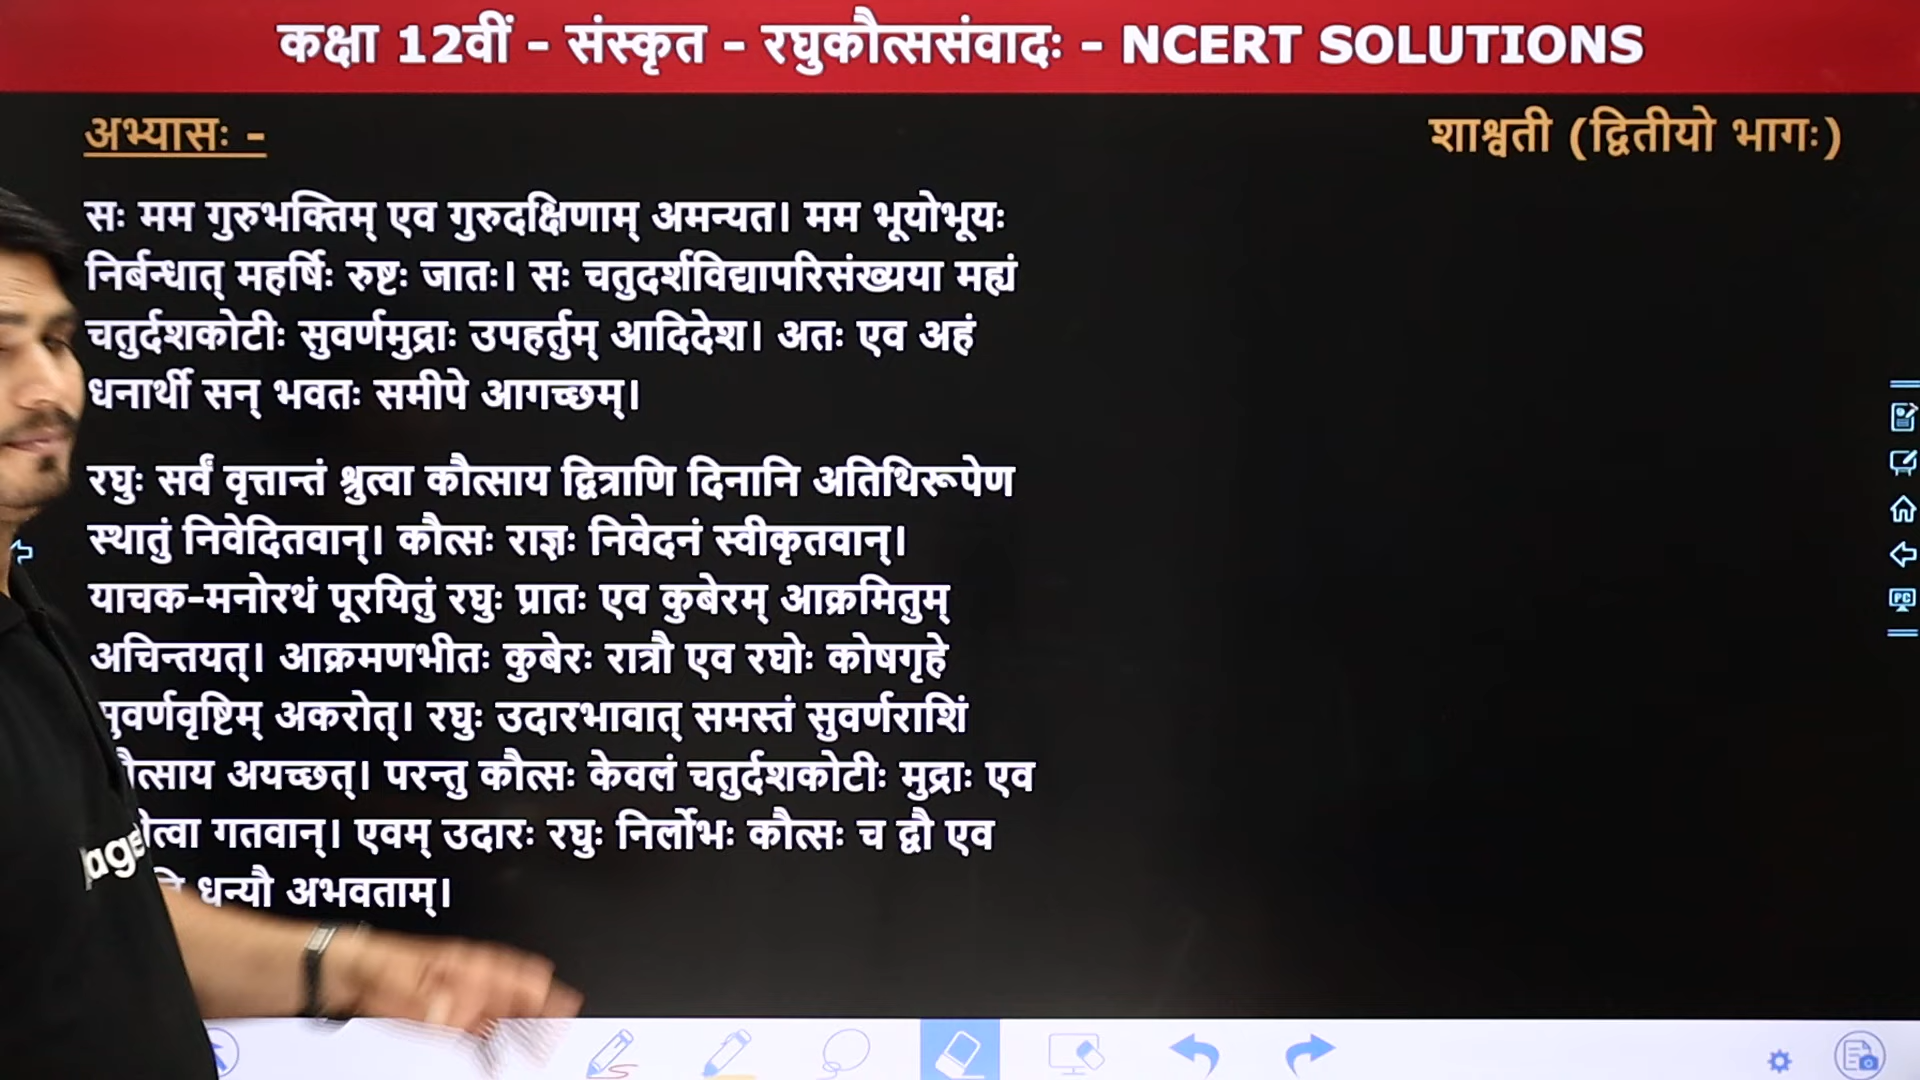 कक्षा 12वीं - संस्कृत - रघुकौत्ससंवादः - NCERT SOLUTIONS
अभ्यासः -
शाश्वती (द्वितीयो भागः)
सः मम गुरुभक्तिम् एव गुरुदक्षिणाम् अमन्यत। मम भूयोभूयः
निर्बन्धात् महर्षिः रुष्टः जातः। सः चतुदर्शविद्यापरिसंख्यया मह्यं
चतुर्दशकोटीः सुवर्णमुद्राः उपहर्तुम् आदिदेश। अतः एव अहं
धनार्थी सन् भवतः समीपे आगच्छम्।
रघुः सर्वं वृत्तान्तं श्रुत्वा कौत्साय द्वित्राणि दिनानि अतिथिरूपेण
स्थातुं निवेदितवान्। कौत्सः राज्ञः निवेदनं स्वीकृतवान्।
याचक-मनोरथं पूरयितुं रघुः प्रातः एव कुबेरम् आक्रमितुम्
अचिन्तयत्। आक्रमणभीतः कुबेरः रात्रौ एव रघोः कोषगृहे
सुवर्णवृष्टिम् अकरोत्। रघुः उदारभावात् समस्तं सुवर्णराशिं
कौत्साय अयच्छत्। परन्तु कौत्सः केवलं चतुर्दशकोटीः मुद्राः एव
गतवान्। एवम् उदारः रघुः निर्लोभः कौत्सः च द्वौ एव
धन्यौ अभवताम्।
PC